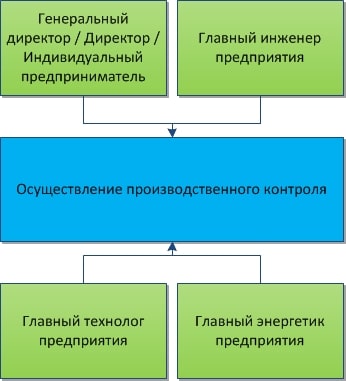 Генеральный
директор / Директор /
Индивидуальный
предприниматель
Главный инженер
предприятия
Осуществление производственного контроля
Главный технолог
предприятия
Главный энергетик
предприятия